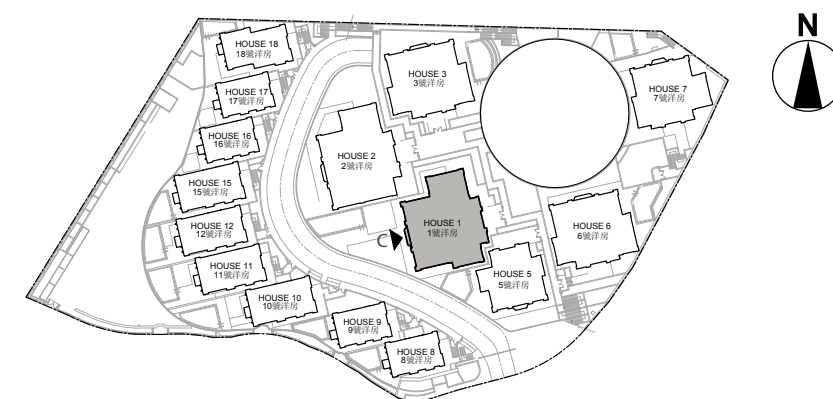 N
HOUSE 18
18號洋房
HOUSE 17
17號洋房
HOUSE 16
16號洋房
HOUSE 15
15號洋房
HOUSE 12
12號洋房
HOUSE 11
11號洋房
HOUSE 10
10號洋房
HOUSE 9
9號洋房
HOUSE 8
8號洋房
HOUSE 3
3號洋房
HOUSE 2
2號洋房
HOUSE 1
1號洋房
C
HOUSE 5
5號洋房
HOUSE 6
6號洋房
HOUSE 7
7號洋房